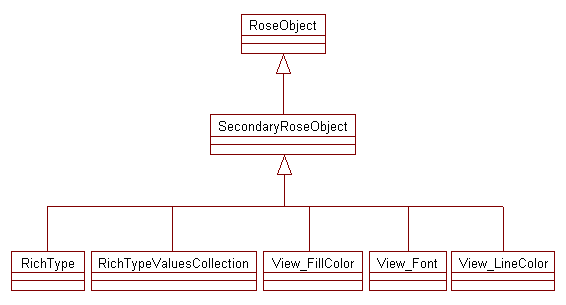 RoseObject
SecondaryRoseObject
RichType
RichTypeValuesCollection
View_FillColor
View_Font
View_LineColor